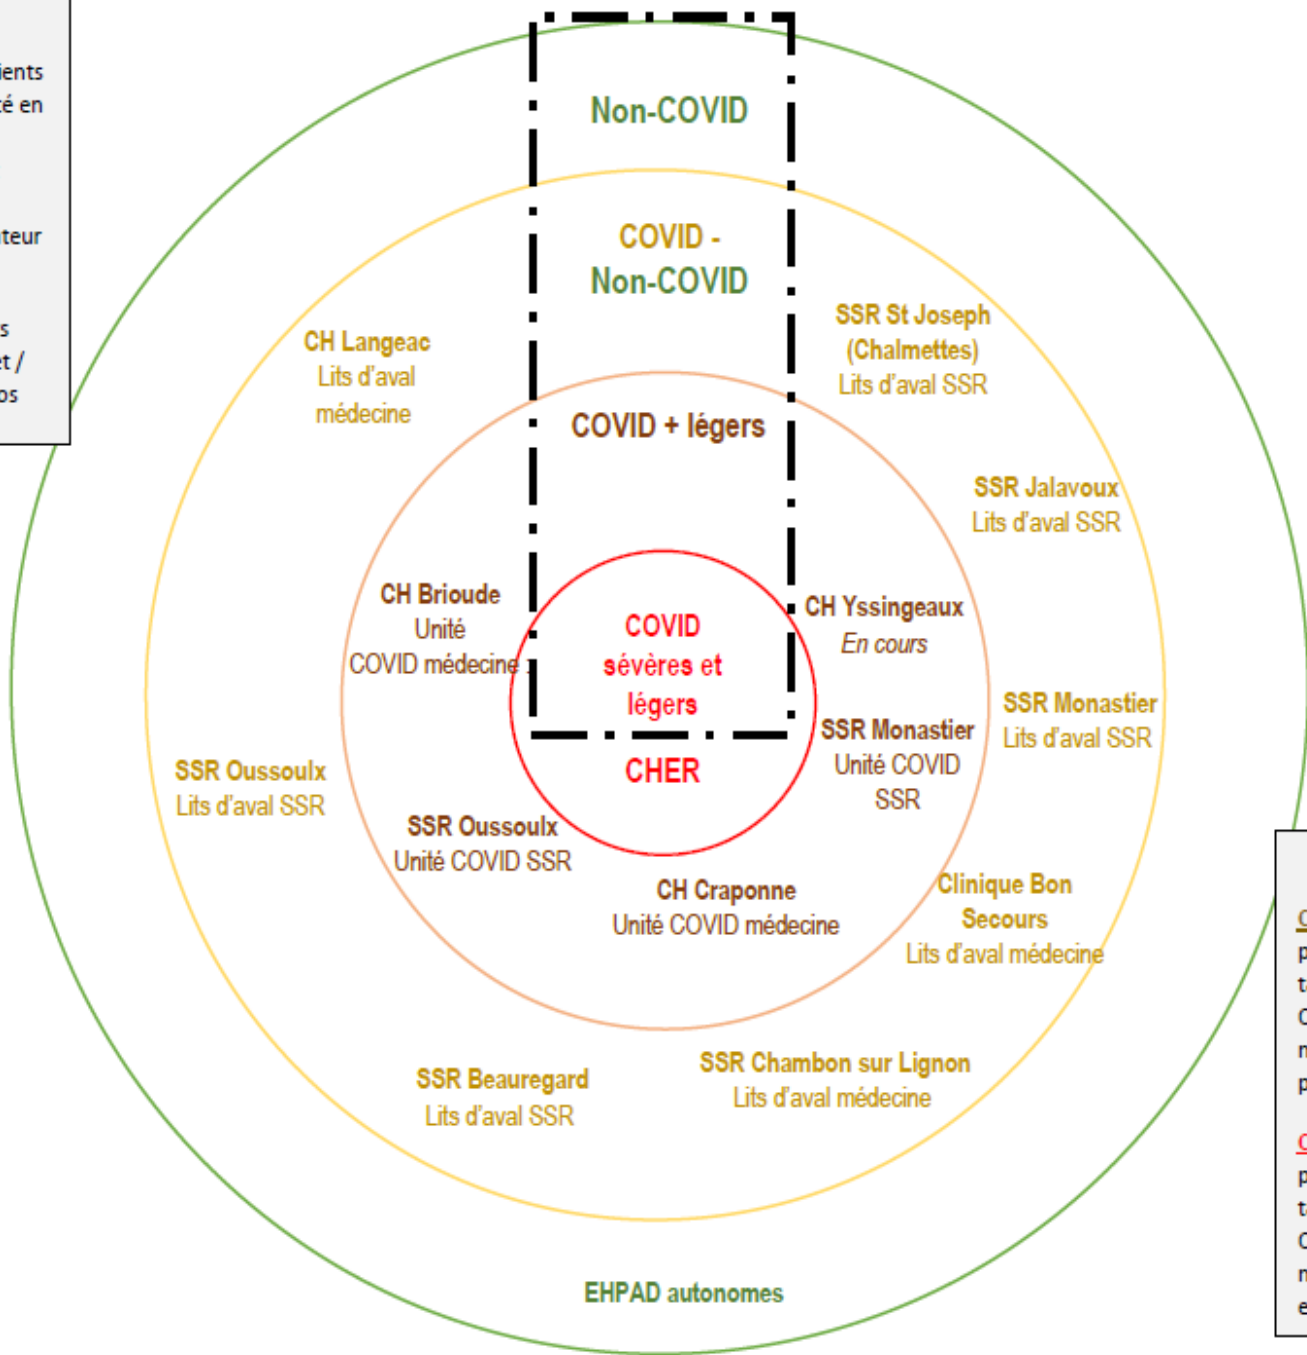 té en
et /
Non-COVID
COVID -
Non-COVID
CH Langeac
Lits d'aval
médecine
SSR St Joseph
(Chalmettes)
Lits d'aval SSR
COVID + légers
SSR Jalavoux
Lits d'aval SSR
CH Brioude
Unité
COVID médecine :
COVID
sévères et
légers
CHER
CH Yssingeaux
En cours
SSR Monastier
Unité COVID
SSR
SSR Monastier
Lits d'aval SSR
SSR Oussoulx
Lits d'aval SSR
SSR Oussoulx
Unité COVID SSR
CH Craponne
Unité COVID médecine
Clinique Bon
Secours
Lits d'aval médecine
SSR Beauregard
Lits d'aval SSR
SSR Chambon sur Lignon
Lits d'aval médecine
EHPAD autonomes